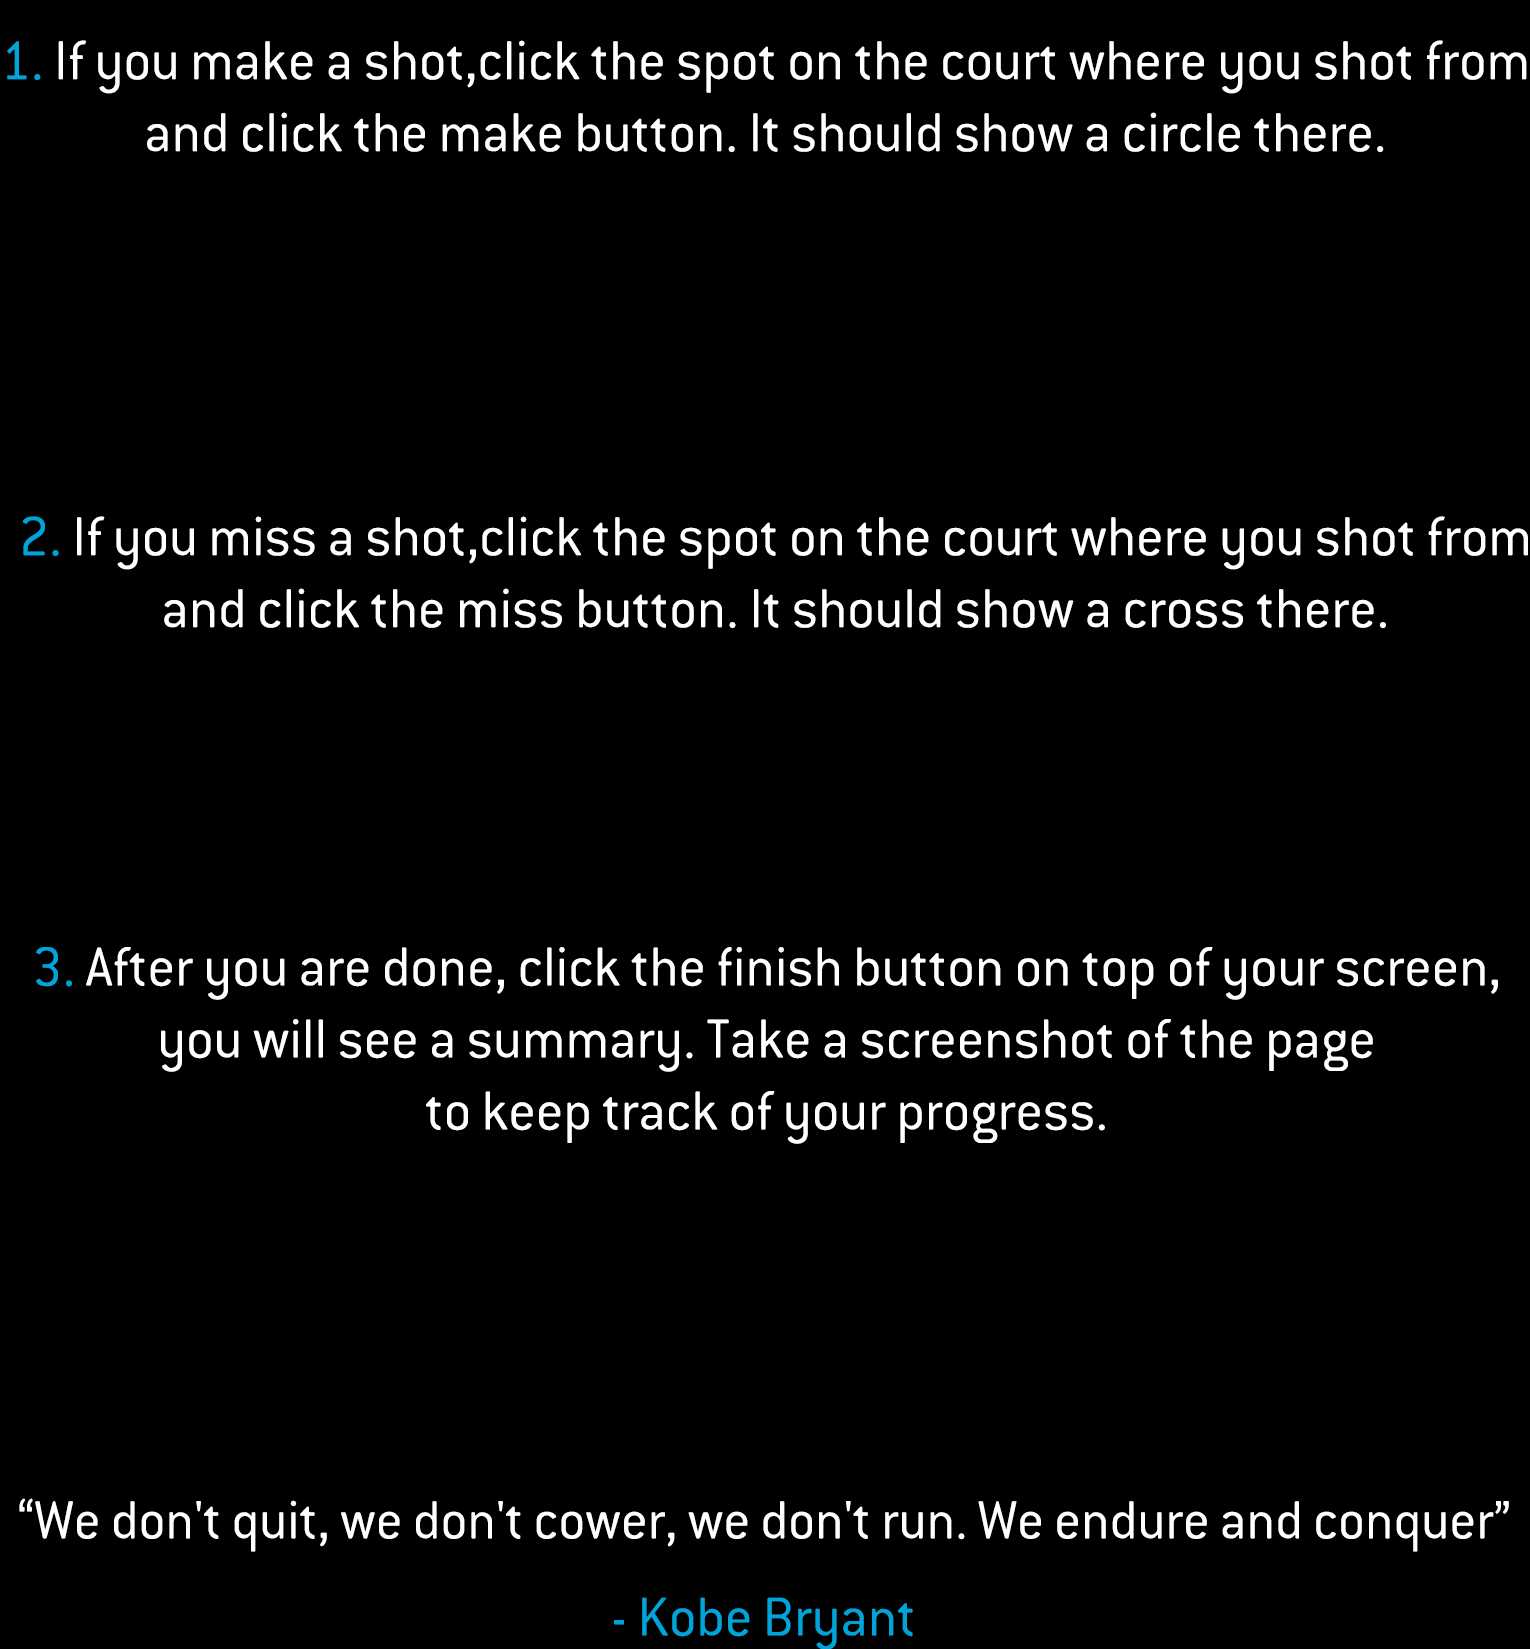 1. If you make a shot,click the spot on the court where you shot from
and click the make button. It should show a circle there.
2. If you miss a shot,click the spot on the court where you shot from
and click the miss button. It should show a cross there.
3. After you are done, click the finish button on top of your screen,
you will see a summary. Take a screenshot of the page
to keep track of your progress.
“We don't quit, we don't cower, we don't run. We endure and conquer”
- Kobe Bryant